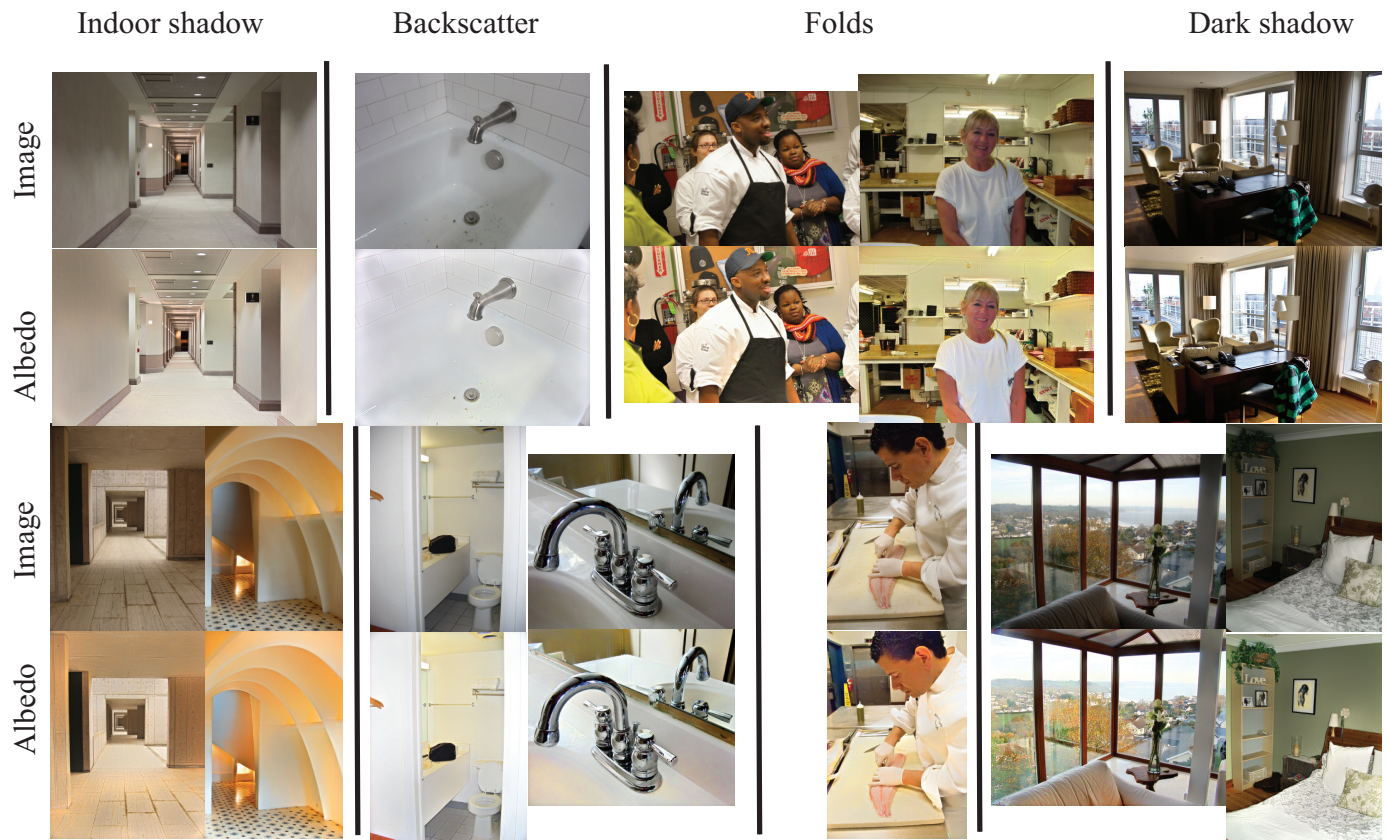 Indoor shadow
Backscatter
Folds
Dark shadow
Image
Albedo
Image
Albedo
Love
Love